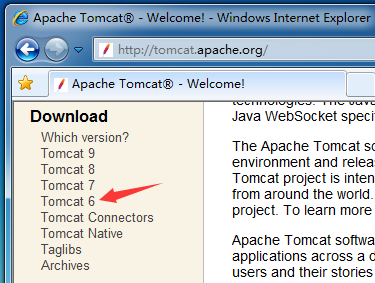 Apache Tomcat® - Welcome! - Windows Internet Explorer
http://tomcat.apache.org/
Apache Tomcat® - Welcome!
Download
Which version?
Tomcat 9
Tomcat 8
Tomcat 7
Tomcat 6
Tomcat Connectors
Tomcat Native
Taglibs
Archives
technologies. The Java
Java WebSocket specif
The Apache Tomcat so
environment and releas
Tomcat project is inten
from around the world.
project. To learn more
Apache Tomcat softwa
applications across a d
users and their stories